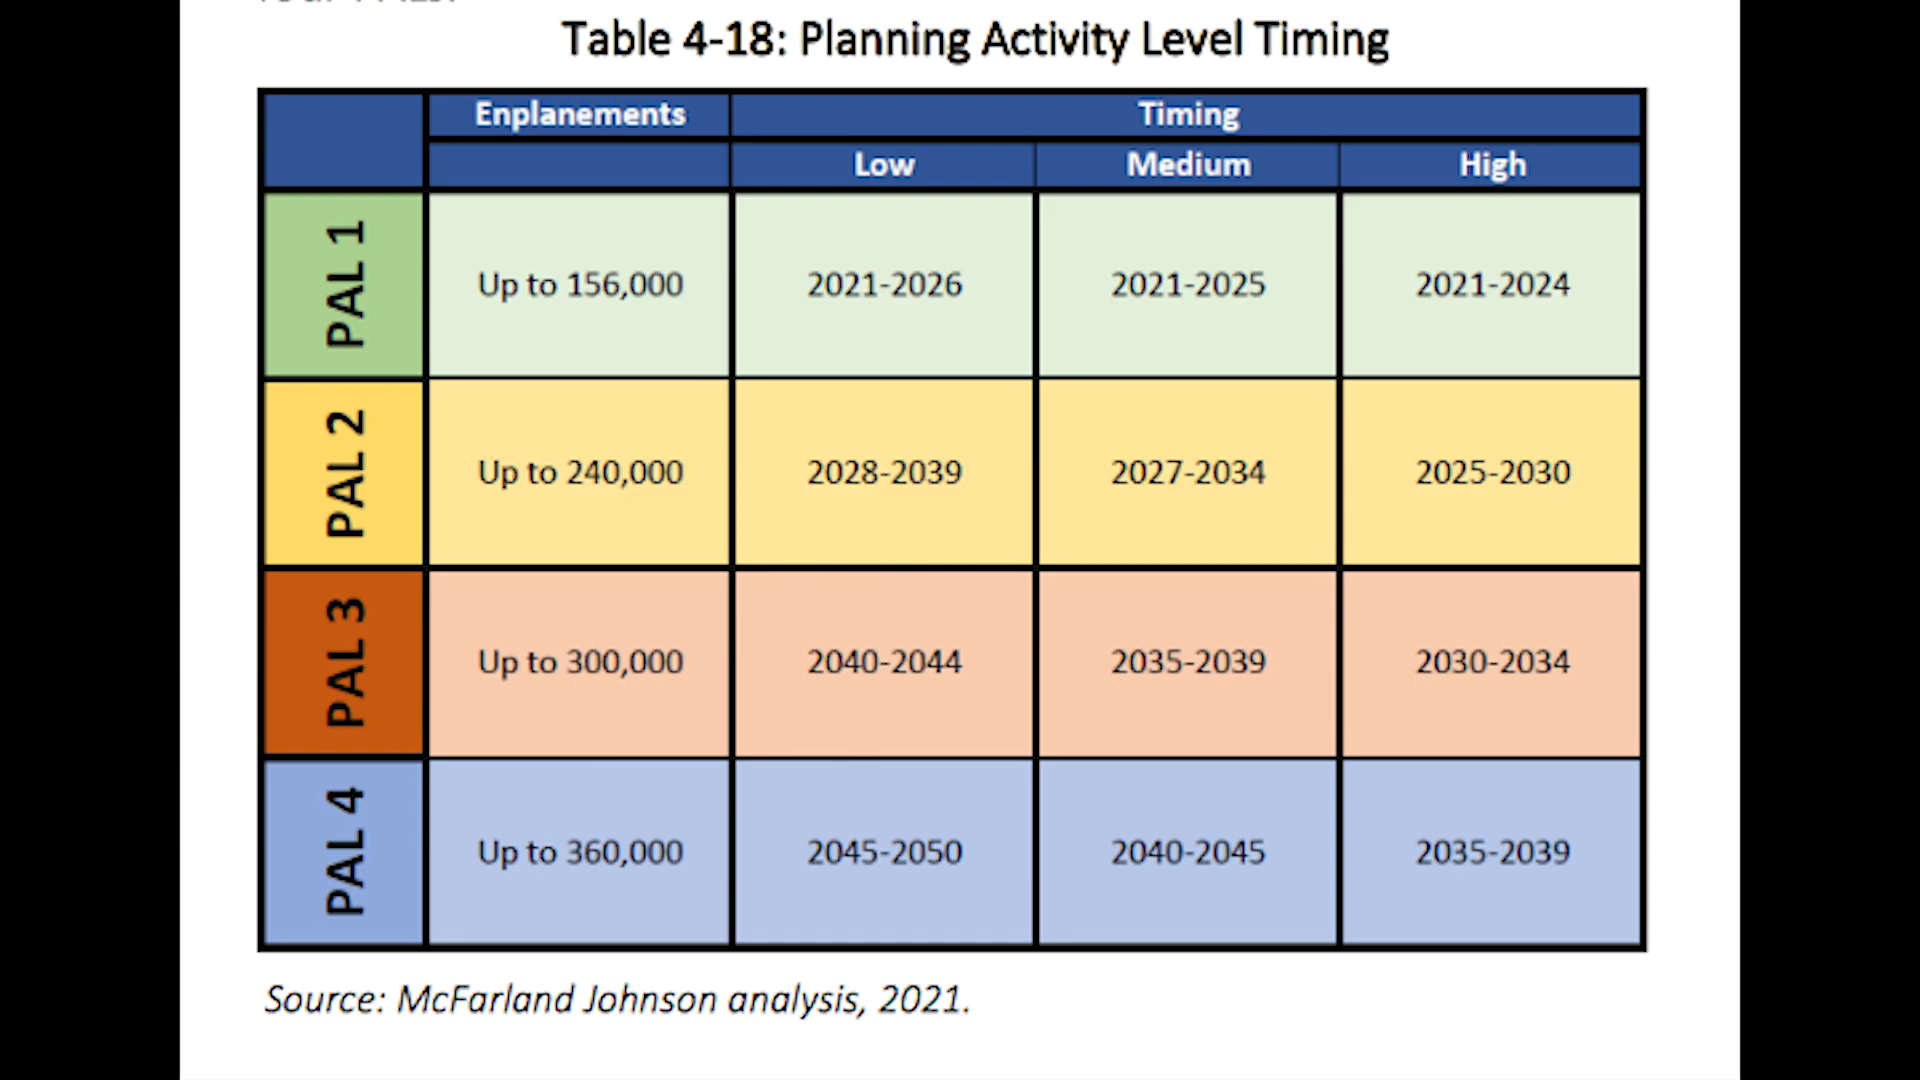 Table 4-18: Planning Activity Level Timing
Enplanements Timing
Low Medium High
PAL 1 Up to 156,000 2021-2026 2021-2025 2021-2024
PAL 2 Up to 240,000 2028-2039 2027-2034 2025-2030
PAL 3 Up to 300,000 2040-2044 2035-2039 2030-2034
PAL 4 Up to 360,000 2045-2050 2040-2045 2035-2039
Source: McFarland Johnson analysis, 2021.